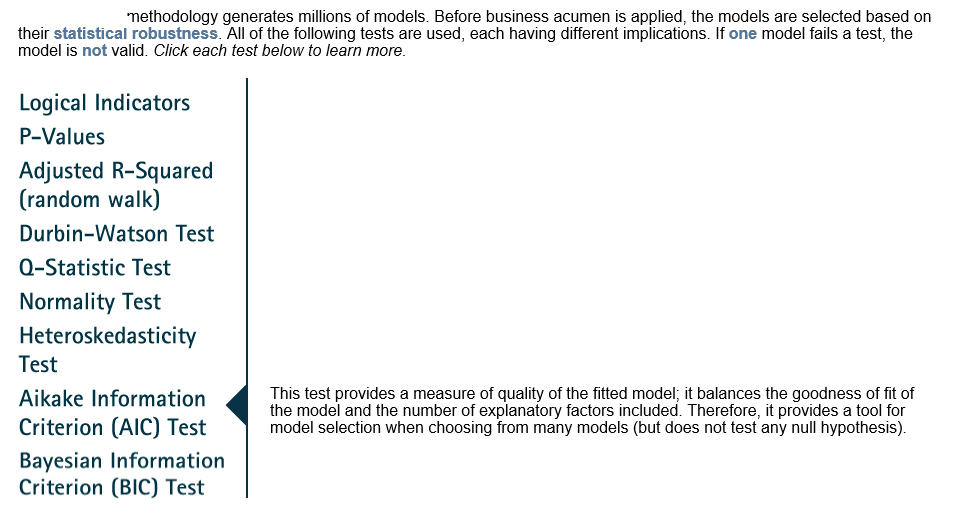 methodology generates millions of models. Before business acumen is applied, the models are selected based on
their statistical robustness. All of the following tests are used, each having different implications. If one model fails a test, the
model is not valid. Click each test below to learn more.
Logical Indicators
P-Values
Adjusted R-Squared
(random walk)
Durbin-Watson Test
Q-Statistic Test
Normality Test
Heteroskedasticity
Test
Aikake Information
Criterion (AIC) Test
This test provides a measure of quality of the fitted model; it balances the goodness of fit of
the model and the number of explanatory factors included. Therefore, it provides a tool for
model selection when choosing from many models (but does not test any null hypothesis).
Bayesian Information
Criterion (BIC) Test